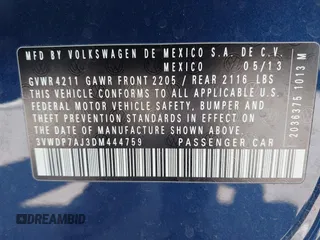 MFD BY VOLKSWAGEN DE MEXICO S.A. DE C.V.
MEXICO 05/13
GVWR 4211 GAWR FRONT 2205 / REAR 2116 LBS
THIS VEHICLE CONFORMS TO ALL APPLICABLE U.S.
FEDERAL MOTOR VEHICLE SAFETY, BUMPER AND
THEFT PREVENTION STANDARDS IN EFFECT ON THE
DATE OF MANUFACTURE SHOWN ABOVE
3VWDP7AJ3DM444759 PASSENGER CAR
2036375 1013 M
DREAMBID